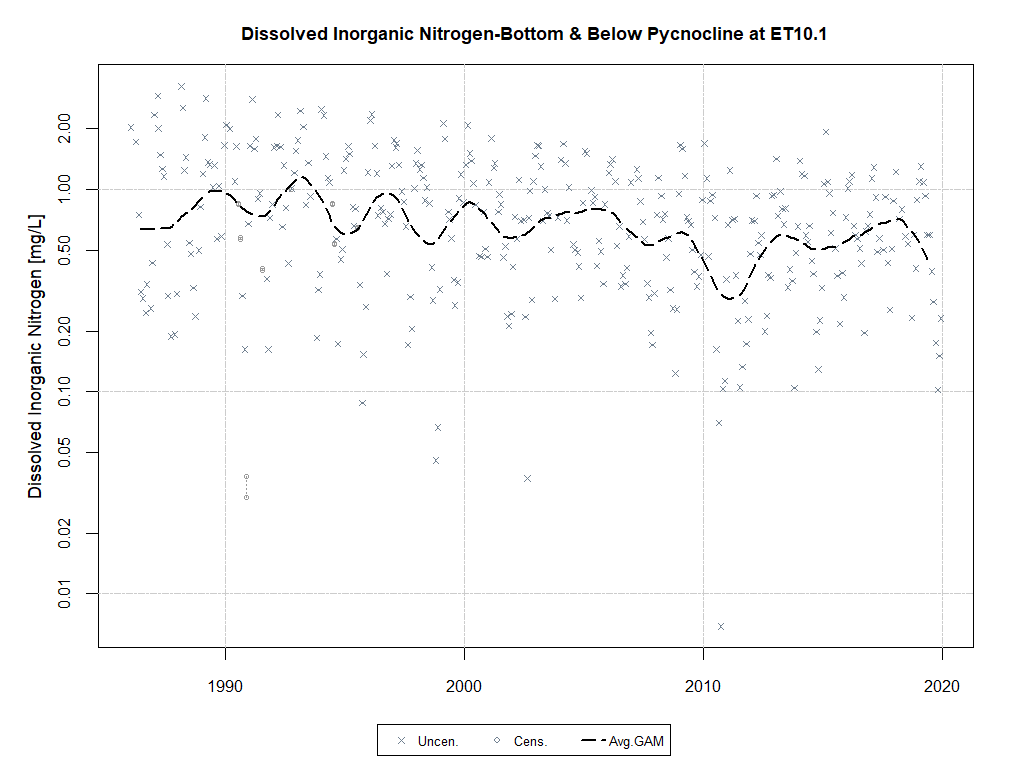 Dissolved Inorganic Nitrogen-Bottom & Below Pycnocline at ET10.1
Dissolved Inorganic Nitrogen [mg/L]
2.00
1.00
0.50
0.20
0.10
0.05
0.02
0.01
1990 2000 2010 2020
Uncen. Cens. Avg.GAM